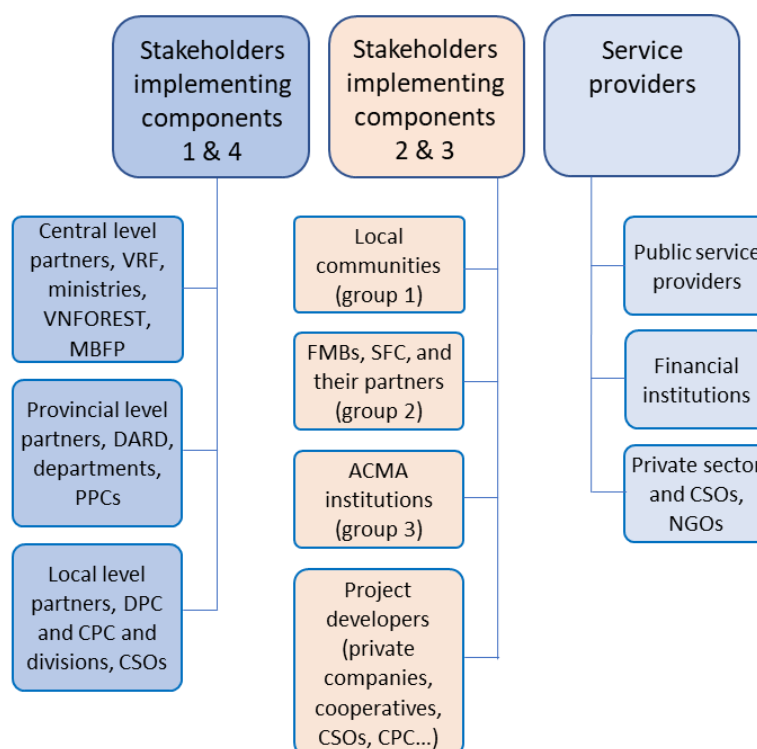 Stakeholders
implementing
components
1 & 4
Central level
partners, VRF,
ministries,
VNFOREST,
MBFP
Provincial level
partners, DARD,
departments,
PPCs
Local level
partners, DPC
and CPC and
divisions, CSOs
Stakeholders
implementing
components
2 & 3
Local
communities
(group 1)
FMBs, SFC, and
their partners
(group 2)
ACMA
institutions
(group 3)
Project
developers
(private
companies,
cooperatives,
CSOs, CPC...)
Service
providers
Public service
providers
Financial
institutions
Private sector
and CSOs,
NGOs